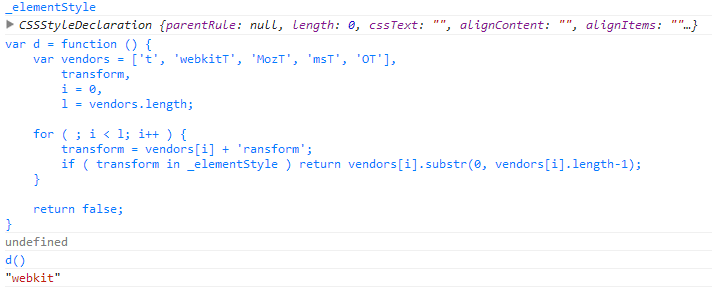 _elementStyle
▶ CSSStyleDeclaration {parentRule: null, length: 0, cssText: "", alignContent: "", alignItems: ""…}
var d = function () {
    var vendors = ['t', 'webkitT', 'MozT', 'msT', 'OT'],
        transform,
        i = 0,
        l = vendors.length;

    for ( ; i < l; i++ ) {
        transform = vendors[i] + 'ransform';
        if ( transform in _elementStyle ) return vendors[i].substr(0, vendors[i].length-1);
    }

    return false;
}
undefined
d()
"webkit"